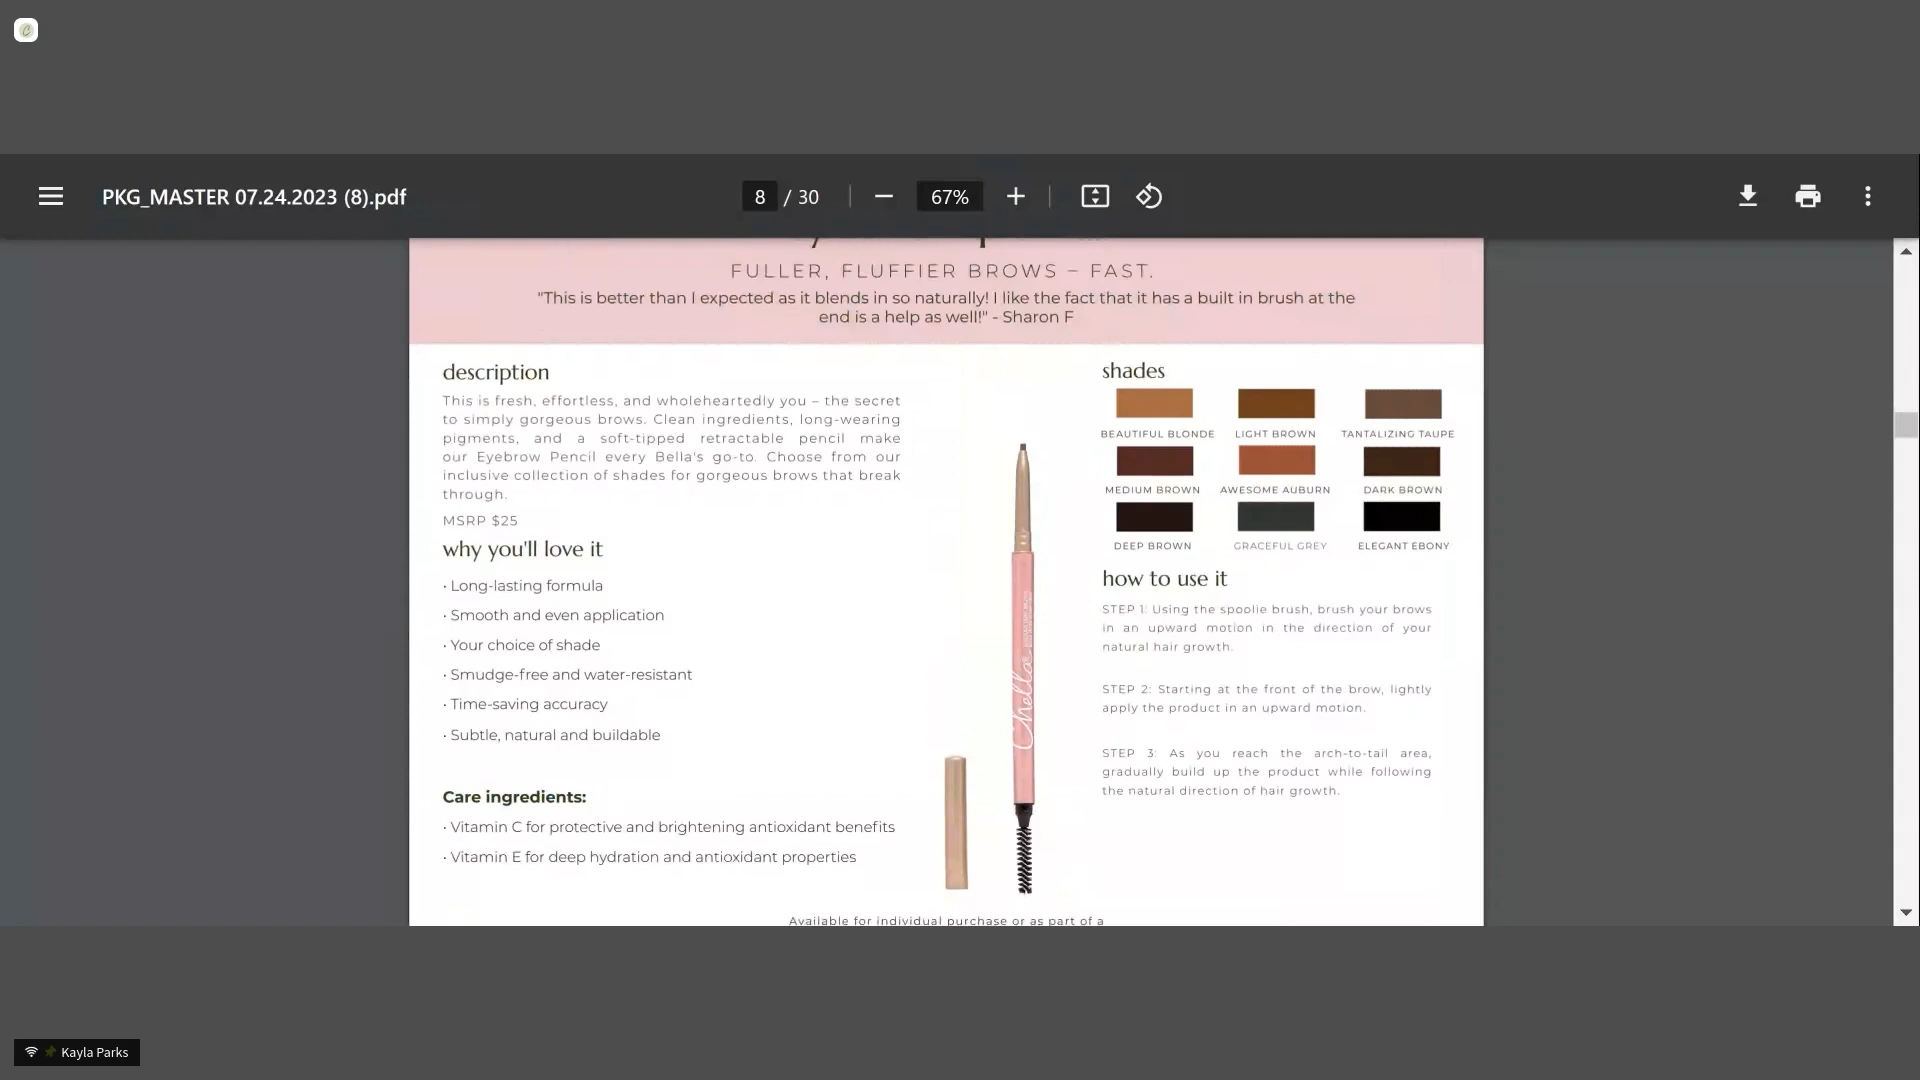 PKG_MASTER 07.24.2023 (8).pdf
8 / 30
67%
FULLER, FLUFFIER BROWS – FAST.
"This is better than I expected as it blends in so naturally! I like the fact that it has a built in brush at the
end is a help as well!" - Sharon F
description
This is fresh, effortless, and wholeheartedly you – the secret
to simply gorgeous brows. Clean ingredients, long-wearing
pigments, and a soft-tipped retractable pencil make
our Eyebrow Pencil every Bella's go-to. Choose from our
inclusive collection of shades for gorgeous brows that break
through.
MSRP $25
why you'll love it
· Long-lasting formula
· Smooth and even application
· Your choice of shade
· Smudge-free and water-resistant
· Time-saving accuracy
· Subtle, natural and buildable
Care ingredients:
· Vitamin C for protective and brightening antioxidant benefits
· Vitamin E for deep hydration and antioxidant properties
Chella
shades
BEAUTIFUL BLONDE LIGHT BROWN TANTALIZING TAUPE
MEDIUM BROWN AWESOME AUBURN DARK BROWN
DEEP BROWN GRACEFUL GREY ELEGANT EBONY
how to use it
STEP 1: Using the spoolie brush, brush your brows
in an upward motion in the direction of your
natural hair growth.
STEP 2: Starting at the front of the brow, lightly
apply the product in an upward motion.
STEP 3: As you reach the arch-to-tail area,
gradually build up the product while following
the natural direction of hair growth.
Available for individual purchase or as part of a
Kayla Parks